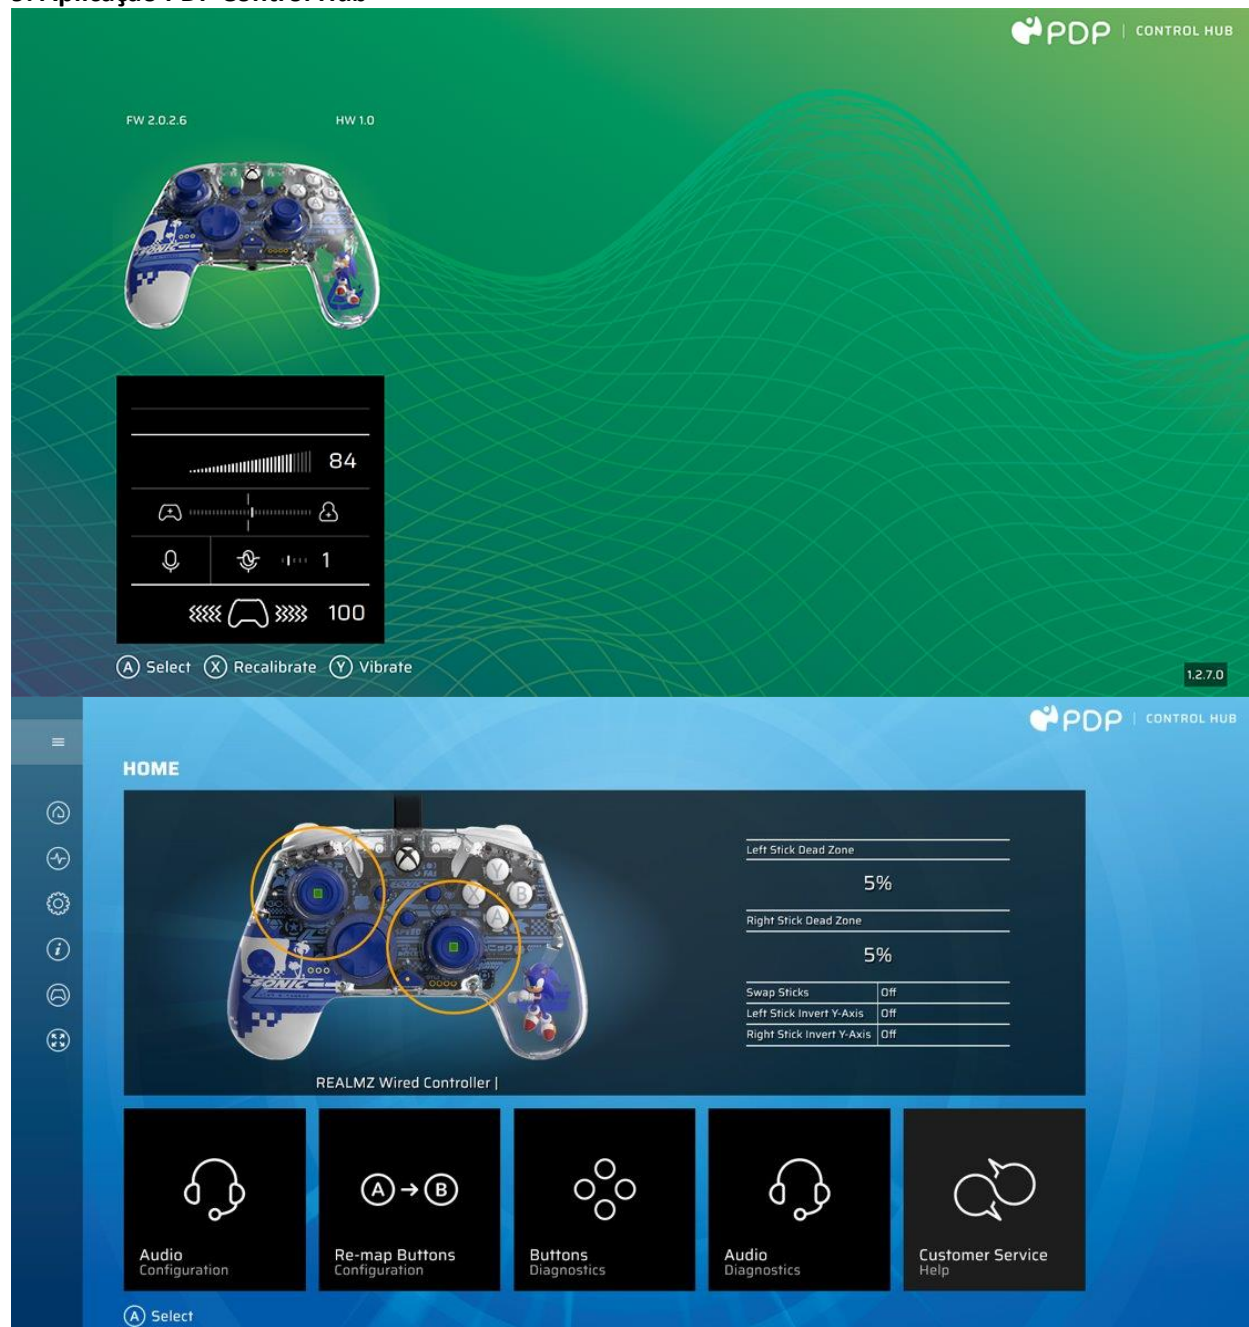 PDP | CONTROL HUB
FW 2.0.2.6
HW 1.0
X
Y
B
A
SONIC
84
1
100
A Select X Recalibrate Y Vibrate
1.2.7.0
PDP | CONTROL HUB
HOME
Y
X
B
A
SONIC
Left Stick Dead Zone
5%
Right Stick Dead Zone
5%
Swap Sticks Off
Left Stick Invert Y-Axis Off
Right Stick Invert Y-Axis Off
REALMZ Wired Controller |
A → B
Audio
Configuration
Re-map Buttons
Configuration
Buttons
Diagnostics
Audio
Diagnostics
Customer Service
Help
A Select